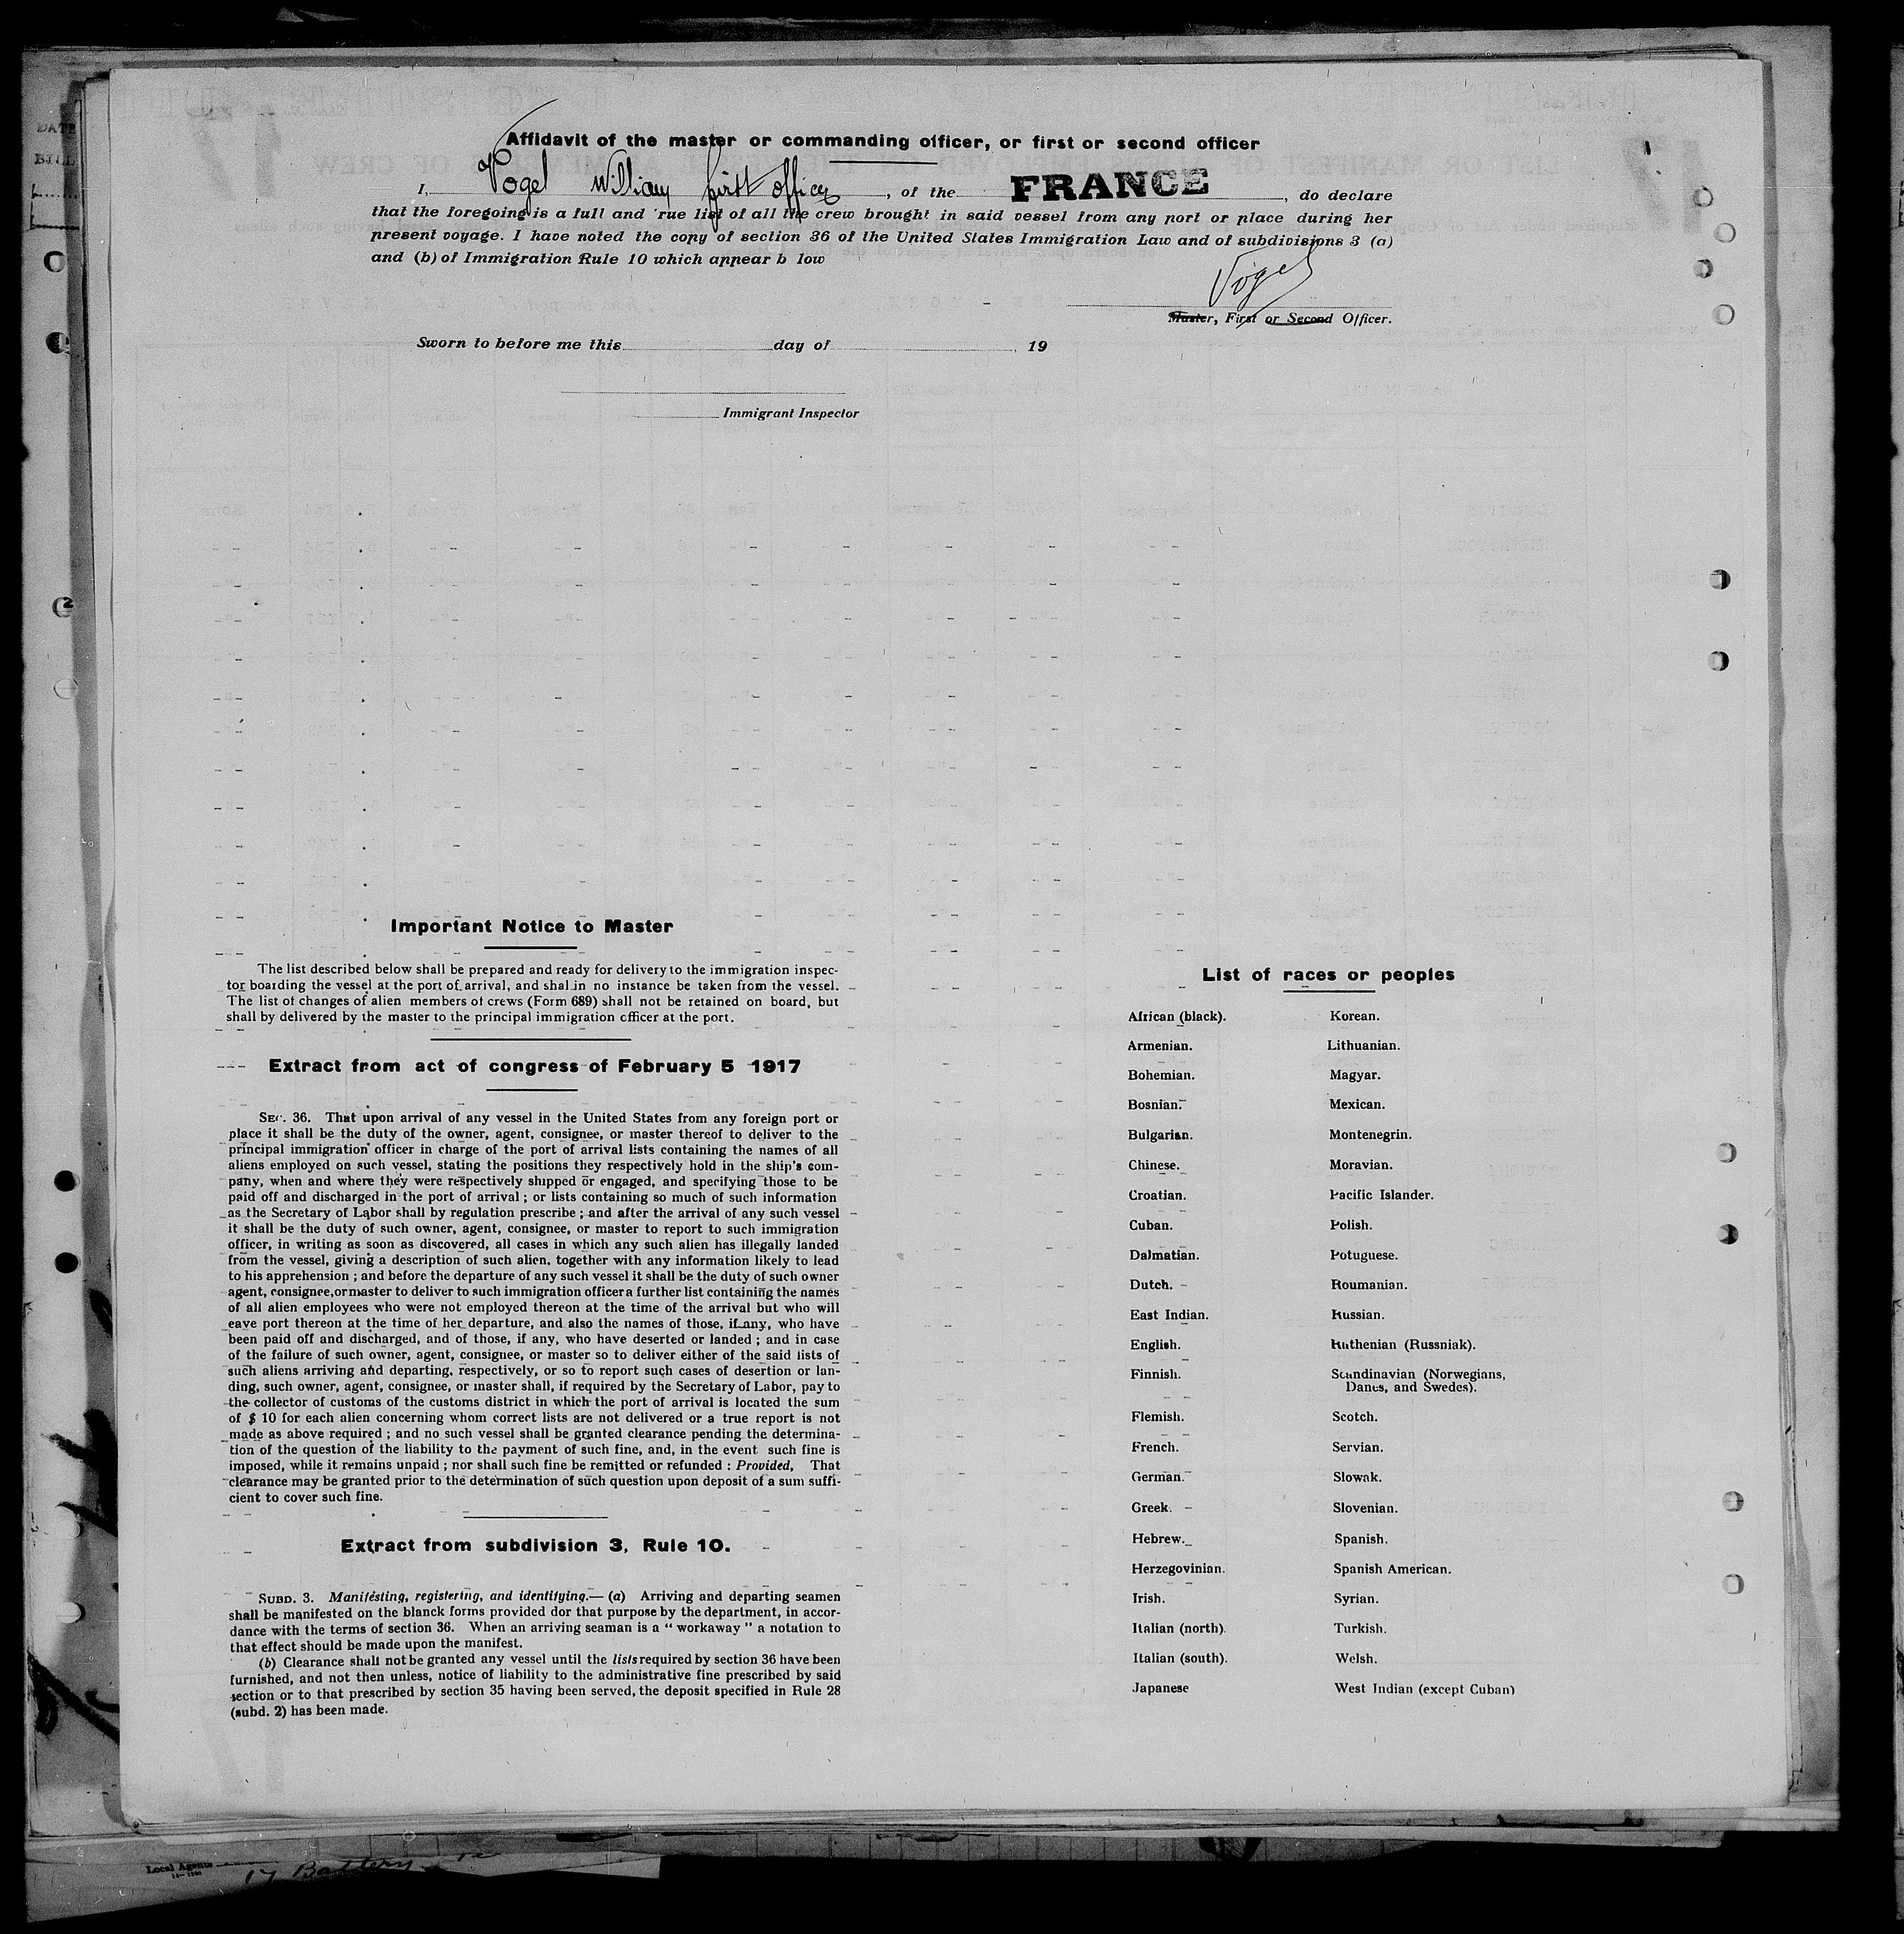 Affidavit of the master or commanding officer, or first or second officer
I, Vogel William first officer, of the FRANCE, do declare
that the foregoing is a full and rue list of all the crew brought in said vessel from any port or place during her
present voyage. I have noted the copy of section 36 of the United States Immigration Law and of subdivisions 3 (a)
and (b) of Immigration Rule 10 which appear b low
Vogel
Master, First or Second Officer.
Sworn to before me this day of 19
Immigrant Inspector
Important Notice to Master
The list described below shall be prepared and ready for delivery to the immigration inspec-
tor boarding the vessel at the port of arrival, and shal in no instance be taken from the vessel.
The list of changes of alien members of crews (Form 689) shall not be retained on board, but
shall by delivered by the master to the principal immigration officer at the port.
Extract from act of congress of February 5 1917
SEC. 36. That upon arrival of any vessel in the United States from any foreign port or
place it shall be the duty of the owner, agent, consignee, or master thereof to deliver to the
principal immigration officer in charge of the port of arrival lists containing the names of all
aliens employed on such vessel, stating the positions they respectively hold in the ship's com-
pany, when and where they were respectively shipped or engaged, and specifying those to be
paid off and discharged in the port of arrival ; or lists containing so much of such information
as the Secretary of Labor shall by regulation prescribe ; and after the arrival of any such vessel
it shall be the duty of such owner, agent, consignee, or master to report to such immigration
officer, in writing as soon as discovered, all cases in which any such alien has illegally landed
from the vessel, giving a description of such alien, together with any information likely to lead
to his apprehension ; and before the departure of any such vessel it shall be the duty of such owner
agent, consignee, or master to deliver to such immigration officer a further list containing the names
of all alien employees who were not employed thereon at the time of the arrival but who will
eave port thereon at the time of her departure, and also the names of those, if any, who have
been paid off and discharged, and of those, if any, who have deserted or landed ; and in case
of the failure of such owner, agent, consignee, or master so to deliver either of the said lists of
such aliens arriving and departing, respectively, or so to report such cases of desertion or lan-
ding, such owner, agent, consignee, or master shall, if required by the Secretary of Labor, pay to
the collector of customs of the customs district in which the port of arrival is located the sum
of $ 10 for each alien concerning whom correct lists are not delivered or a true report is not
made as above required ; and no such vessel shall be granted clearance pending the determina-
tion of the question of the liability to the payment of such fine, and, in the event such fine is
imposed, while it remains unpaid ; nor shall such fine be remitted or refunded : Provided, That
clearance may be granted prior to the determination of such question upon deposit of a sum suffi-
cient to cover such fine.
Extract from subdivision 3, Rule 10.
SUBD. 3. Manifesting, registering, and identifying.— (a) Arriving and departing seamen
shall be manifested on the blanck forms provided dor that purpose by the department, in accor-
dance with the terms of section 36. When an arriving seaman is a " workaway " a notation to
that effect should be made upon the manifest.
(b) Clearance shall not be granted any vessel until the lists required by section 36 have been
furnished, and not then unless, notice of liability to the administrative fine prescribed by said
section or to that prescribed by section 35 having been served, the deposit specified in Rule 28
(subd. 2) has been made.
List of races or peoples
African (black). Korean.
Armenian. Lithuanian.
Bohemian. Magyar.
Bosnian. Mexican.
Bulgarian. Montenegrin.
Chinese. Moravian.
Croatian. Pacific Islander.
Cuban. Polish.
Dalmatian. Potuguese.
Dutch. Roumanian.
East Indian. Russian.
English. Ruthenian (Russniak).
Finnish. Scandinavian (Norwegians,
Danes, and Swedes).
Flemish. Scotch.
French. Servian.
German. Slowak.
Greek. Slovenian.
Hebrew. Spanish.
Herzegovinian. Spanish American.
Irish. Syrian.
Italian (north). Turkish.
Italian (south). Welsh.
Japanese West Indian (except Cuban)
Local Agents
17 Battery